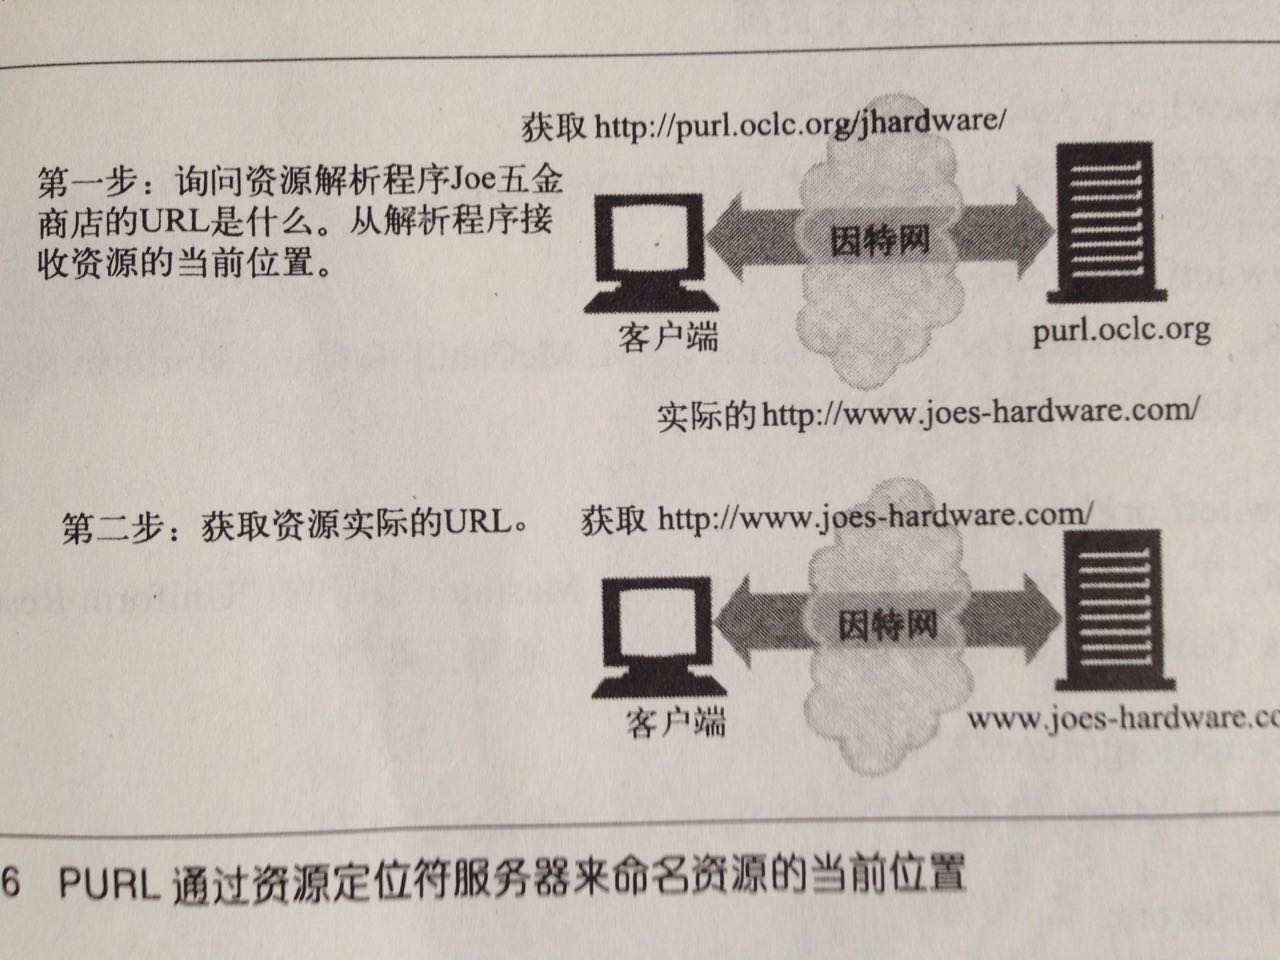 获取 http://purl.oclc.org/jhardware/
第一步：询问资源解析程序Joe五金
商店的URL是什么。从解析程序接
收资源的当前位置。
因特网
客户端
purl.oclc.org
实际的http://www.joes-hardware.com/
第二步：获取资源实际的URL。
获取 http://www.joes-hardware.com/
因特网
客户端
www.joes-hardware.co
6 PURL 通过资源定位符服务器来命名资源的当前位置